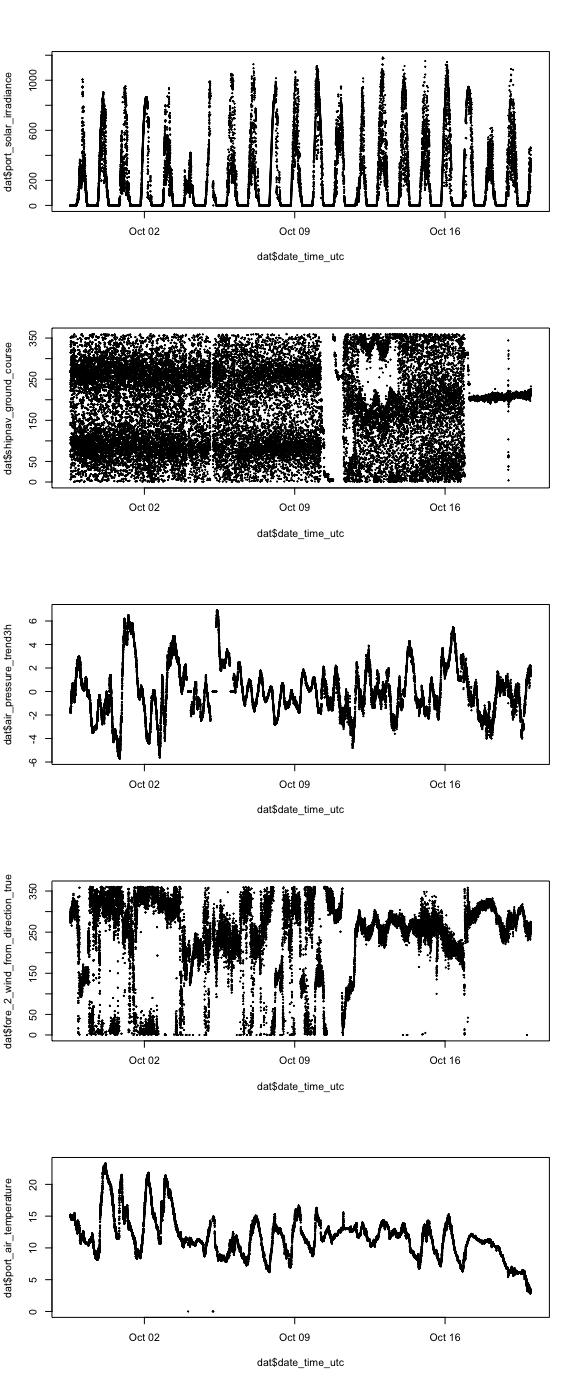 dat$port_solar_irradiance
0 200 600 1000
Oct 02 Oct 09 Oct 16
dat$date_time_utc
dat$shipnav_ground_course
0 50 150 250 350
Oct 02 Oct 09 Oct 16
dat$date_time_utc
dat$air_pressure_trend3h
-6 -4 -2 0 2 4 6
Oct 02 Oct 09 Oct 16
dat$date_time_utc
dat$fore_2_wind_from_direction_true
0 50 150 250 350
Oct 02 Oct 09 Oct 16
dat$date_time_utc
dat$port_air_temperature
0 5 10 15 20
Oct 02 Oct 09 Oct 16
dat$date_time_utc